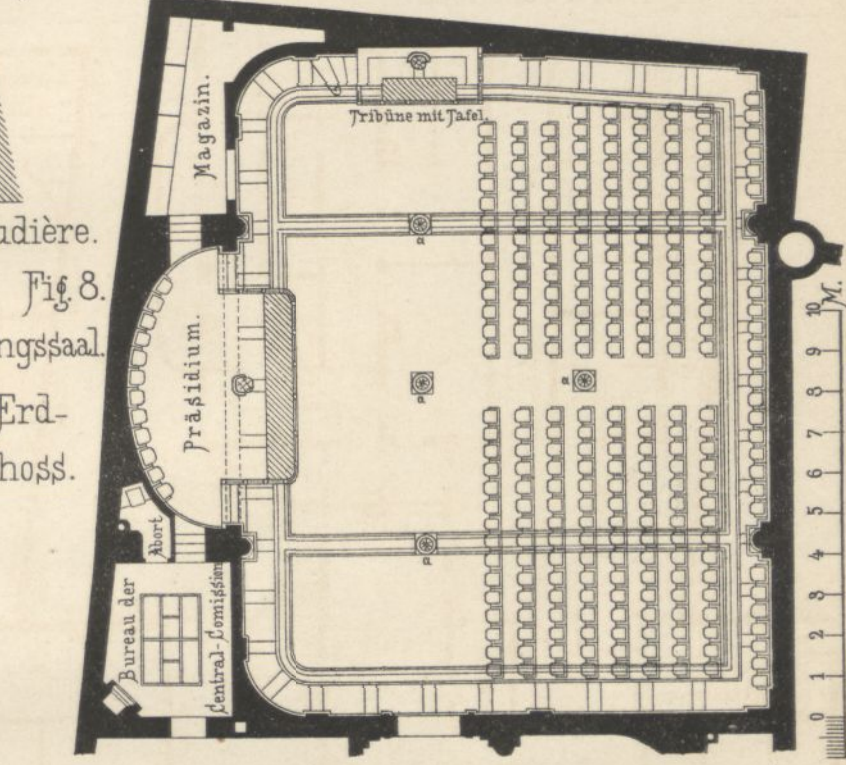 udière.
Fig. 8.
ngssaal.
Erd-
hoss.
Magazin.
Tribüne mit Tafel.
Präsidium.
Abort
Bureau der
Central-Comission
a
a
a
a
M.
10
9
8
7
6
5
4
3
2
1
0